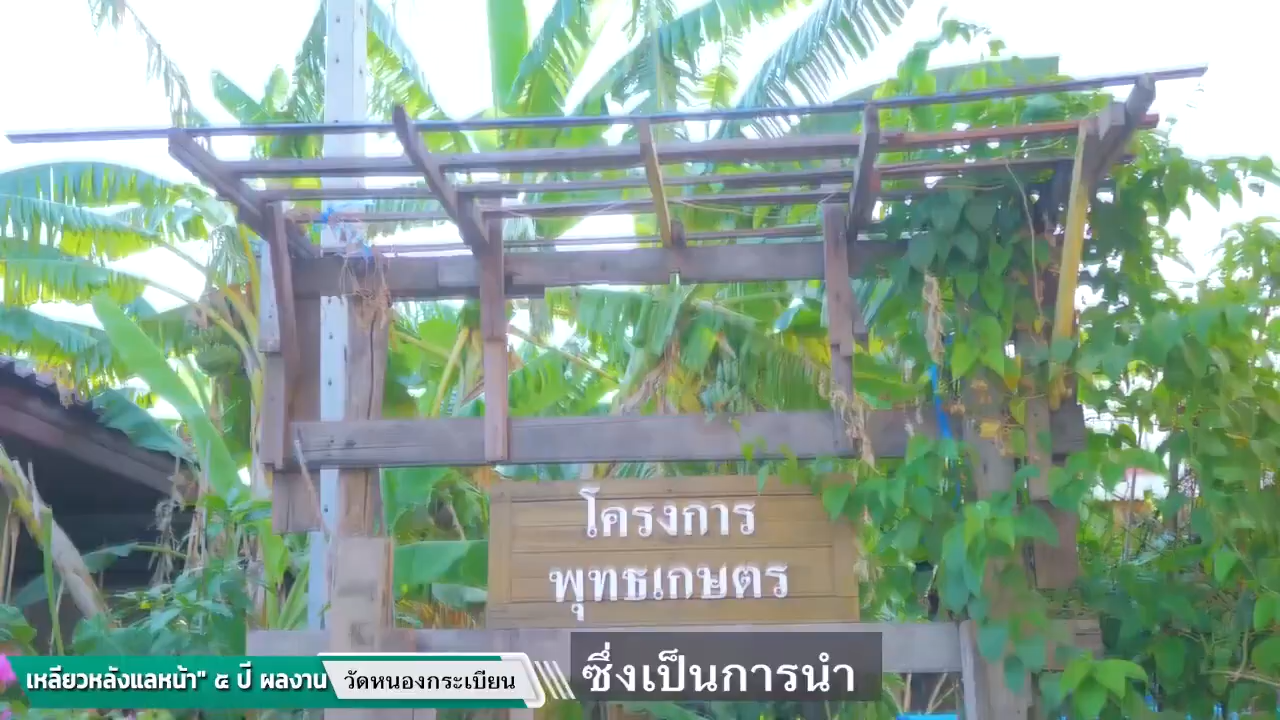 โครงการ
พุทธเกษตร
เหลียวหลังแลหน้า" ๕ ปี ผลงาน
วัดหนองกระเบียน
ซึ่งเป็นการนำ